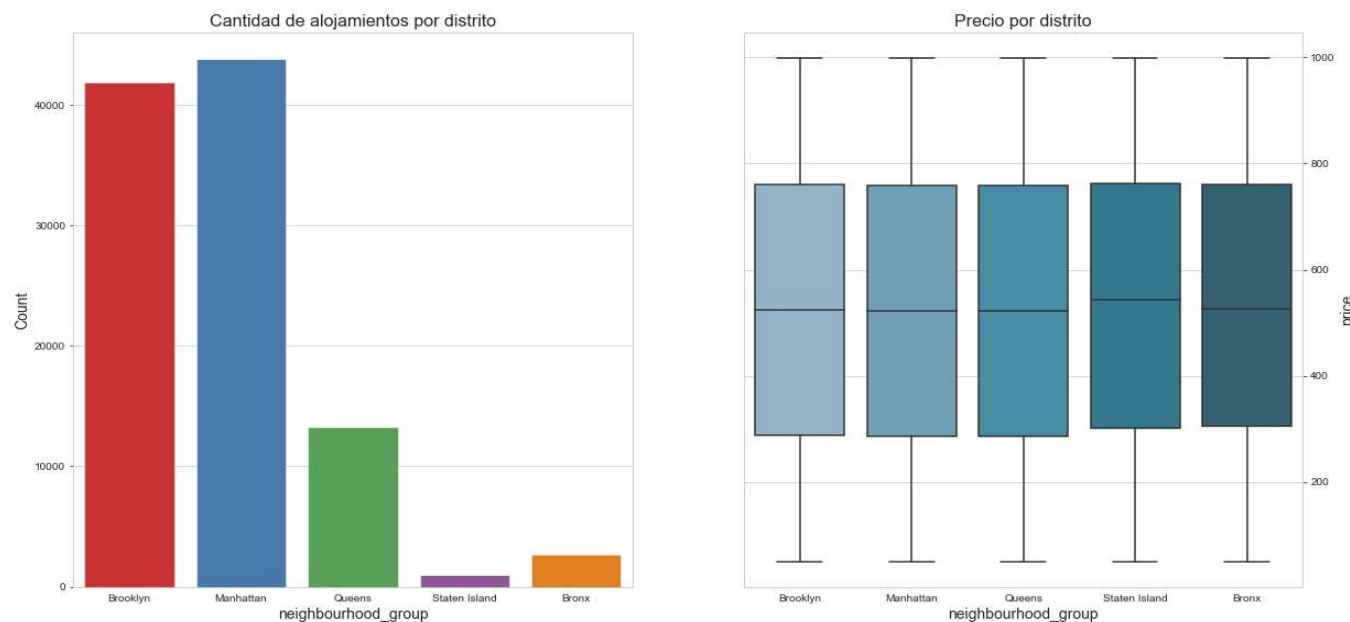 Cantidad de alojamientos por distrito
Count
40000
30000
20000
10000
0
Brooklyn Manhattan Queens Staten Island Bronx
neighbourhood_group
Precio por distrito
1000
800
600
400
200
price
Brooklyn Manhattan Queens Staten Island Bronx
neighbourhood_group